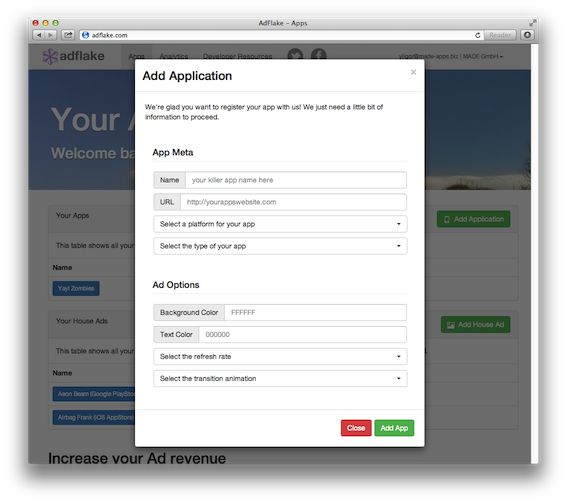 AdFlake – Apps
adflake.com
Reader
adflake
Apps
Analytics
Developer Resources
MADE GmbH
Your A
Welcome ba
Add Application
×
We're glad you want to register your app with us! We just need a little bit of
information to proceed.
App Meta
Name
your killer app name here
URL
http://yourappswebsite.com
Select a platform for your app
Select the type of your app
Ad Options
Background Color
FFFFFF
Text Color
000000
Select the refresh rate
Select the transition animation
Close
Add App
Your Apps
Add Application
This table shows all your
Name
Yay! Zombies
Your House Ads
Add House Ad
This table shows all your
Name
Aeon Beam (Google PlayStore
Airbag Frank (iOS AppStore)
Increase your Ad revenue